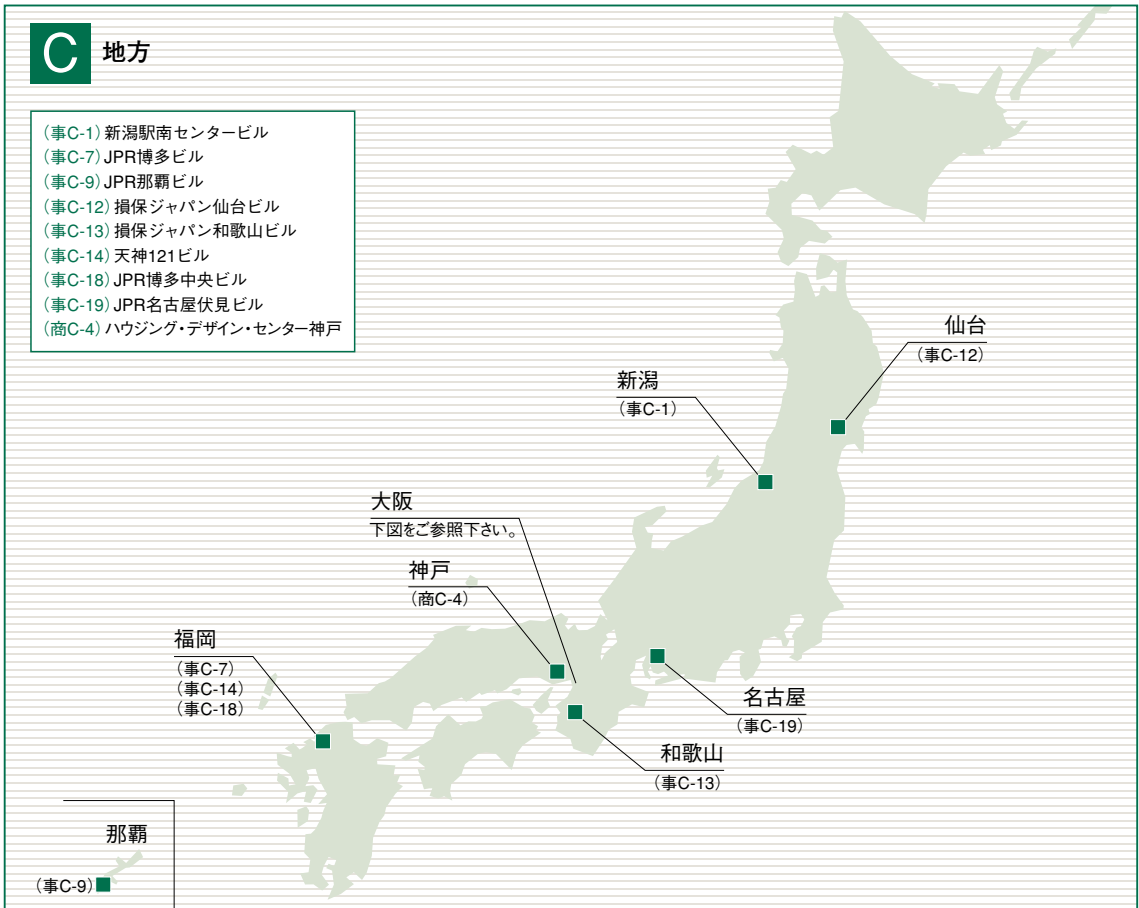 C 地方
(事C-1) 新潟駅南センタービル
(事C-7) JPR博多ビル
(事C-9) JPR那覇ビル
(事C-12) 損保ジャパン仙台ビル
(事C-13) 損保ジャパン和歌山ビル
(事C-14) 天神121ビル
(事C-18) JPR博多中央ビル
(事C-19) JPR名古屋伏見ビル
(商C-4) ハウジング・デザイン・センター神戸
仙台
(事C-12)
新潟
(事C-1)
大阪
下図をご参照下さい。
神戸
(商C-4)
福岡
(事C-7)
(事C-14)
(事C-18)
名古屋
(事C-19)
和歌山
(事C-13)
那覇
(事C-9)